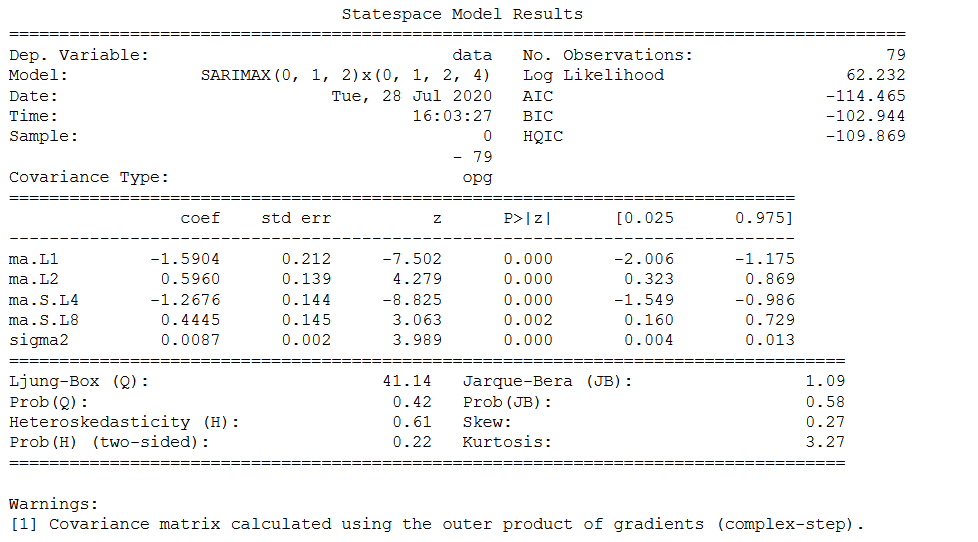 Statespace Model Results
==========================================================================================
Dep. Variable: data No. Observations: 79
Model: SARIMAX(0, 1, 2)x(0, 1, 2, 4) Log Likelihood 62.232
Date: Tue, 28 Jul 2020 AIC -114.465
Time: 16:03:27 BIC -102.944
Sample: 0 HQIC -109.869
- 79
Covariance Type: opg
==============================================================================
coef std err z P>|z| [0.025 0.975]
------------------------------------------------------------------------------
ma.L1 -1.5904 0.212 -7.502 0.000 -2.006 -1.175
ma.L2 0.5960 0.139 4.279 0.000 0.323 0.869
ma.S.L4 -1.2676 0.144 -8.825 0.000 -1.549 -0.986
ma.S.L8 0.4445 0.145 3.063 0.002 0.160 0.729
sigma2 0.0087 0.002 3.989 0.000 0.004 0.013
===================================================================================
Ljung-Box (Q): 41.14 Jarque-Bera (JB): 1.09
Prob(Q): 0.42 Prob(JB): 0.58
Heteroskedasticity (H): 0.61 Skew: 0.27
Prob(H) (two-sided): 0.22 Kurtosis: 3.27
===================================================================================
Warnings:
[1] Covariance matrix calculated using the outer product of gradients (complex-step).